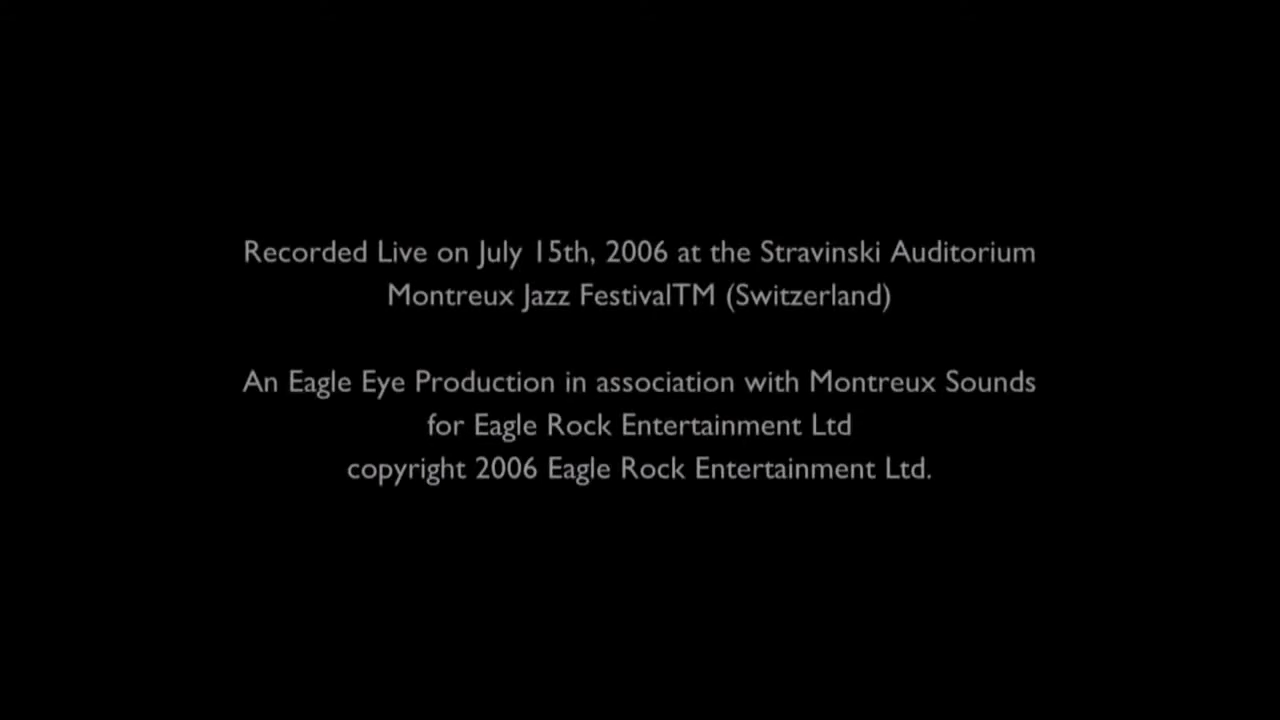 Recorded Live on July 15th, 2006 at the Stravinski Auditorium
Montreux Jazz FestivalTM (Switzerland)
An Eagle Eye Production in association with Montreux Sounds
for Eagle Rock Entertainment Ltd
copyright 2006 Eagle Rock Entertainment Ltd.